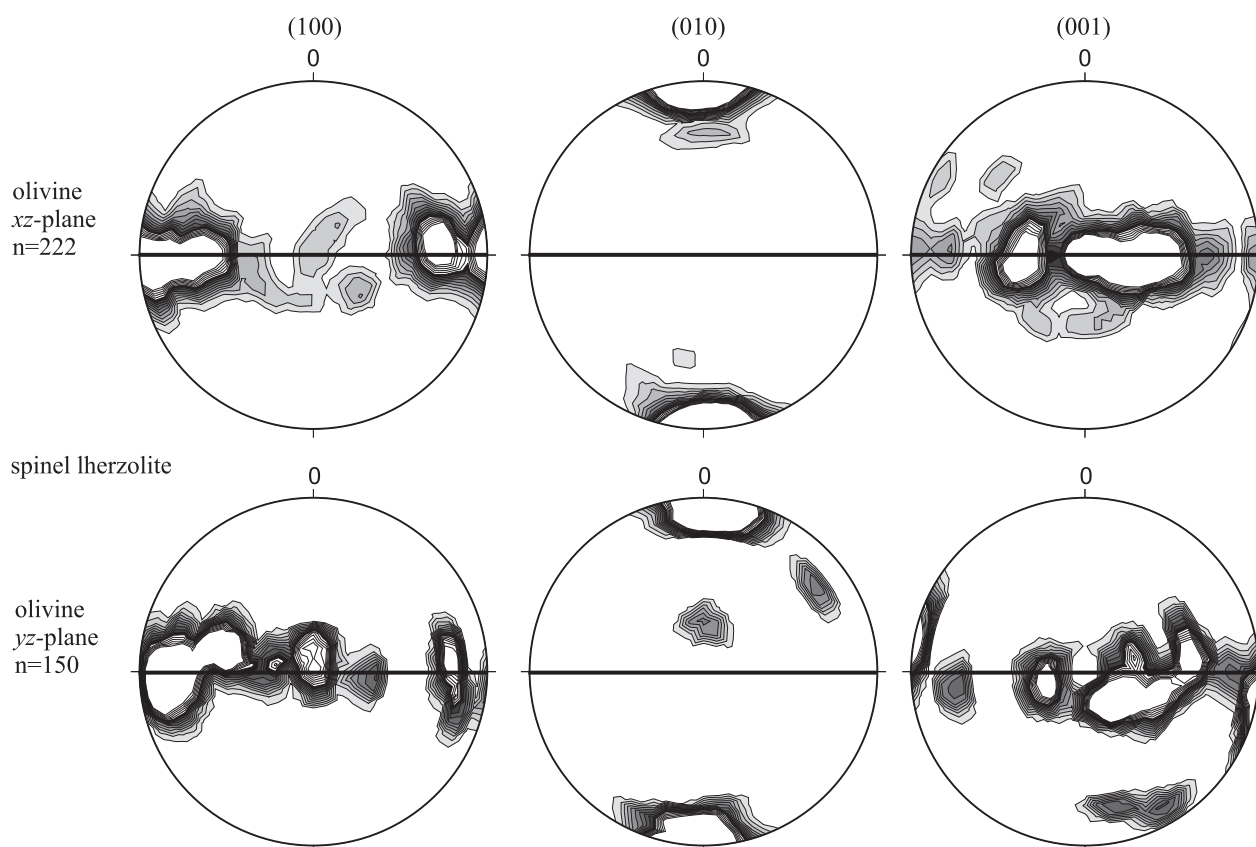 (100) (010) (001)
0 0 0
olivine
xz-plane
n=222
spinel lherzolite
0 0 0
olivine
yz-plane
n=150